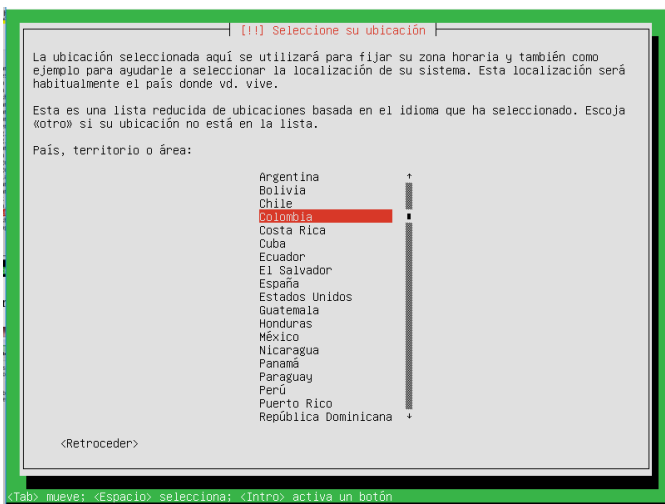 [!!] Seleccione su ubicación
La ubicación seleccionada aquí se utilizará para fijar su zona horaria y también como
ejemplo para ayudarle a seleccionar la localización de su sistema. Esta localización será
habitualmente el país donde vd. vive.
Esta es una lista reducida de ubicaciones basada en el idioma que ha seleccionado. Escoja
«otro» si su ubicación no está en la lista.
País, territorio o área:
Argentina
Bolivia
Chile
Colombia
Costa Rica
Cuba
Ecuador
El Salvador
España
Estados Unidos
Guatemala
Honduras
México
Nicaragua
Panamá
Paraguay
Perú
Puerto Rico
República Dominicana
<Retroceder>
<Tab> mueve; <Espacio> selecciona; <Intro> activa un botón